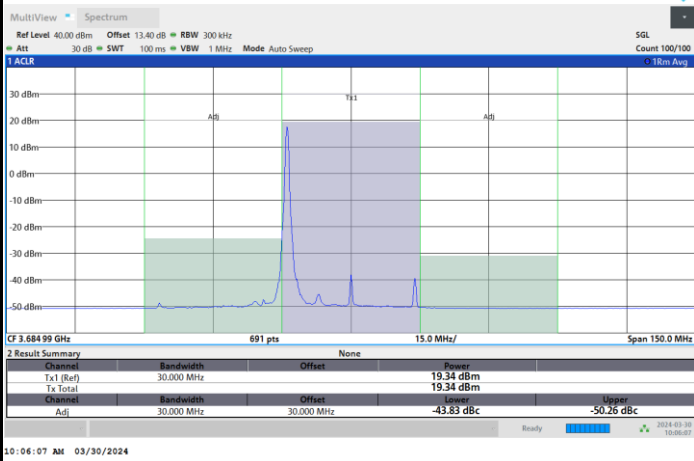 MultiView Spectrum
Ref Level 40.00 dBm Offset 13.40 dB RBW 300 kHz SGL
Att 30 dB SWT 100 ms VBW 1 MHz Mode Auto Sweep Count 100/100
1 ACLR 1Rm Avg
30 dBm
Tx1
20 dBm
Adj Adj
10 dBm
0 dBm
-10 dBm
-20 dBm
-30 dBm
-40 dBm
-50 dBm
CF 3.684 99 GHz 691 pts 15.0 MHz/ Span 150.0 MHz
2 Result Summary None
Channel Bandwidth Offset Power
Tx1 (Ref) 30.000 MHz 19.34 dBm
Tx Total 19.34 dBm
Channel Bandwidth Offset Lower Upper
Adj 30.000 MHz 30.000 MHz -43.83 dBc -50.26 dBc
Ready 2024-03-30
10:06:07
10:06:07 AM 03/30/2024